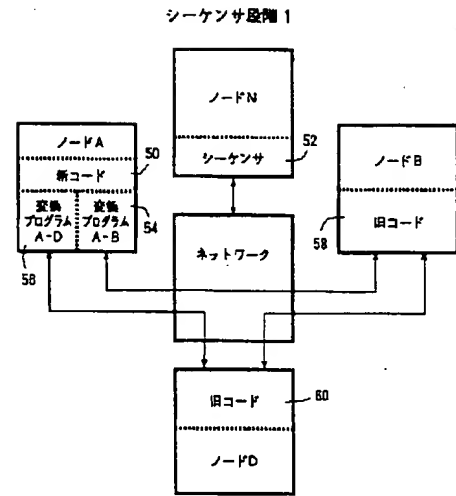 シーケンサ段階 1
ノードN
シーケンサ
52
ノードA
新コード
50
変換
プログラム
A-D
変換
プログラム
A-B
54
58
ノードB
旧コード
58
ネットワーク
旧コード
60
ノードD